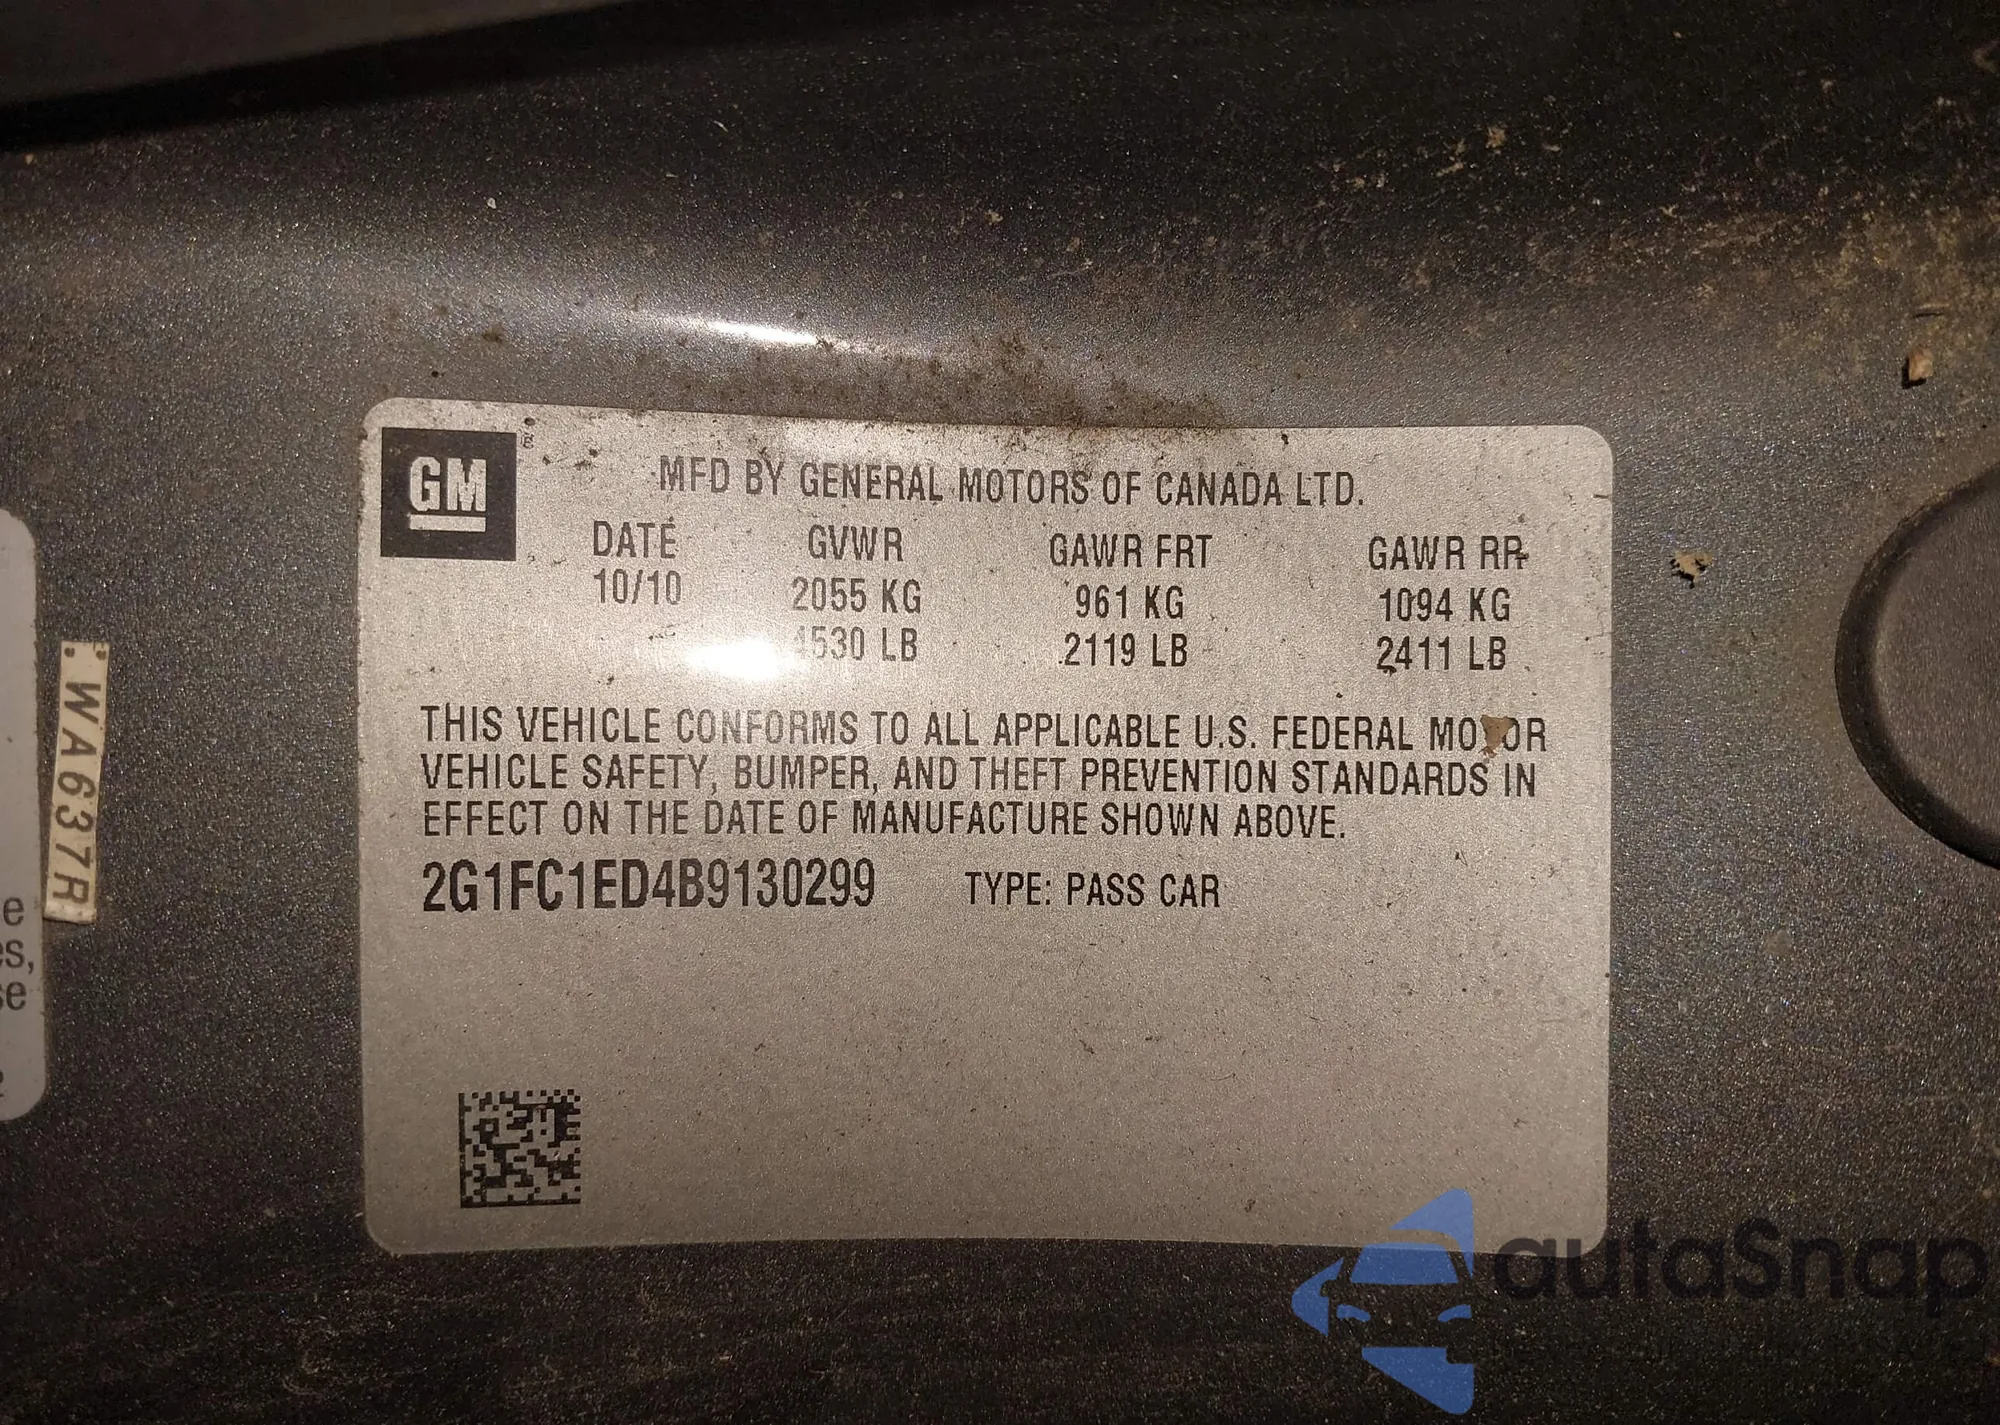 GM
®
MFD BY GENERAL MOTORS OF CANADA LTD.
DATE GVWR GAWR FRT GAWR RR
10/10 2055 KG 961 KG 1094 KG
4530 LB 2119 LB 2411 LB
THIS VEHICLE CONFORMS TO ALL APPLICABLE U.S. FEDERAL MOTOR
VEHICLE SAFETY, BUMPER, AND THEFT PREVENTION STANDARDS IN
EFFECT ON THE DATE OF MANUFACTURE SHOWN ABOVE.
2G1FC1ED4B9130299 TYPE: PASS CAR
WA637R
e
es,
se
autaSnap